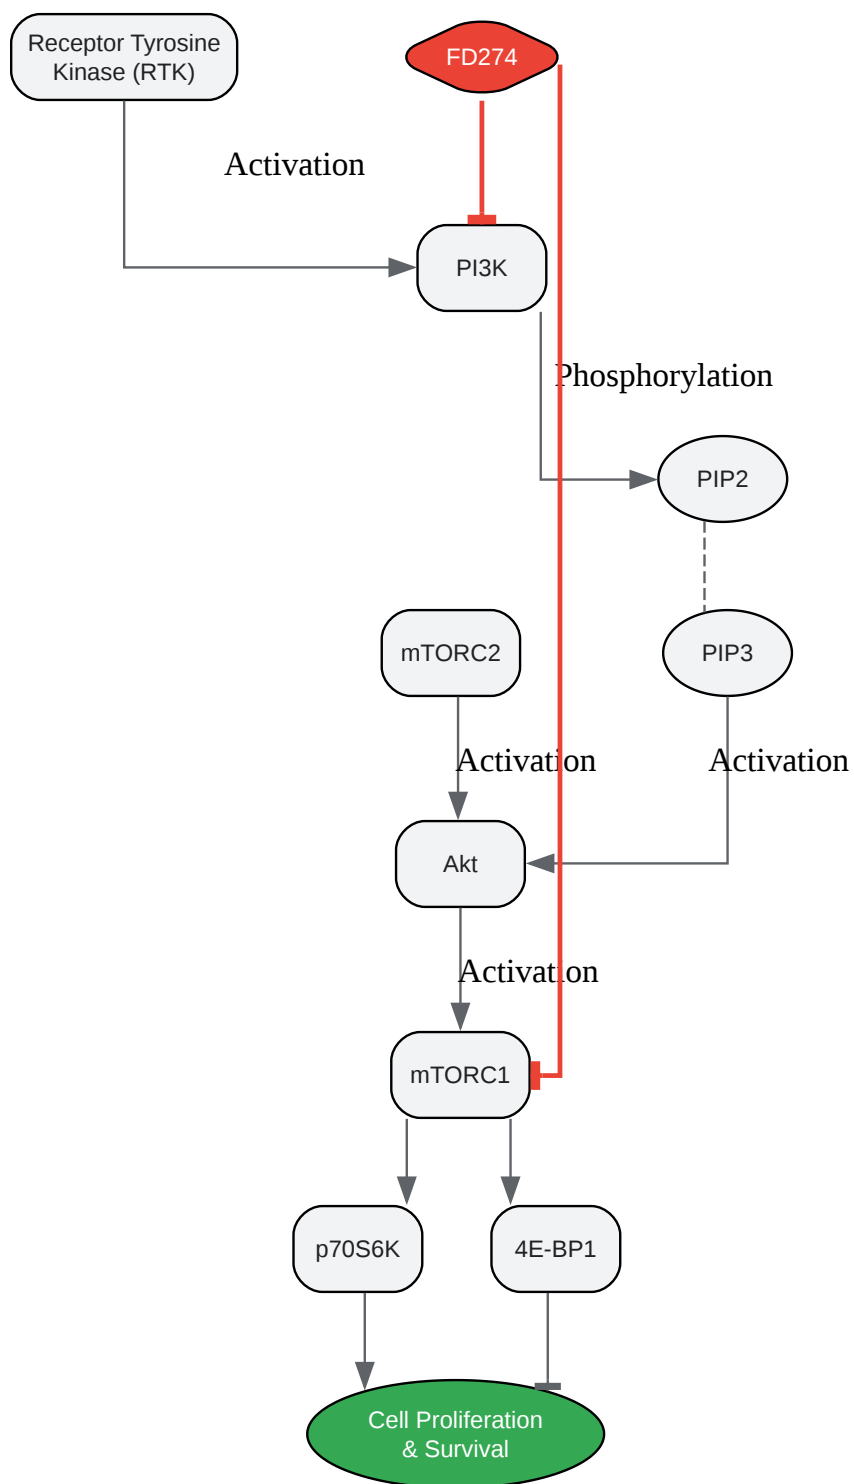 Receptor Tyrosine
Kinase (RTK)
FD274
Activation
PI3K
Phosphorylation
PIP2
mTORC2
PIP3
Activation
Activation
Akt
Activation
mTORC1
p70S6K
4E-BP1
Cell Proliferation
& Survival